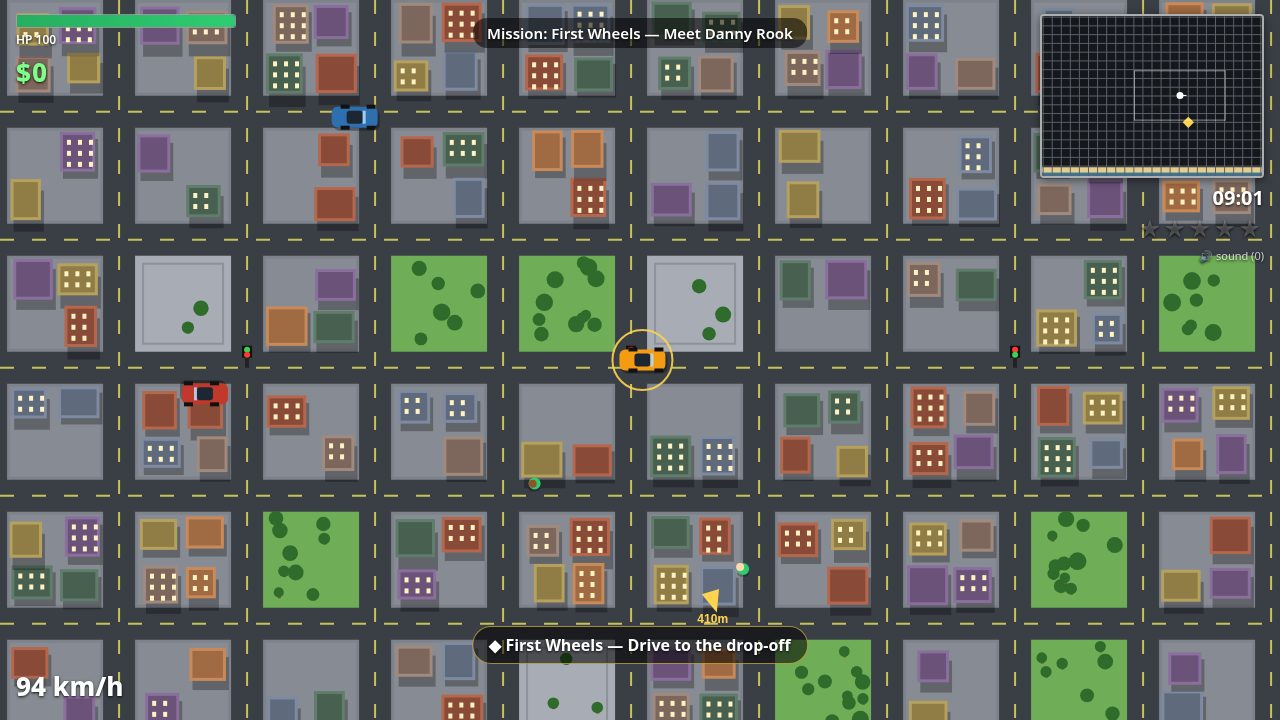 Mission: First Wheels — Meet Danny Rook
HP 100
$0
09:01
★★★★★
🔊 sound (0)
410m
◆ First Wheels — Drive to the drop-off
94 km/h